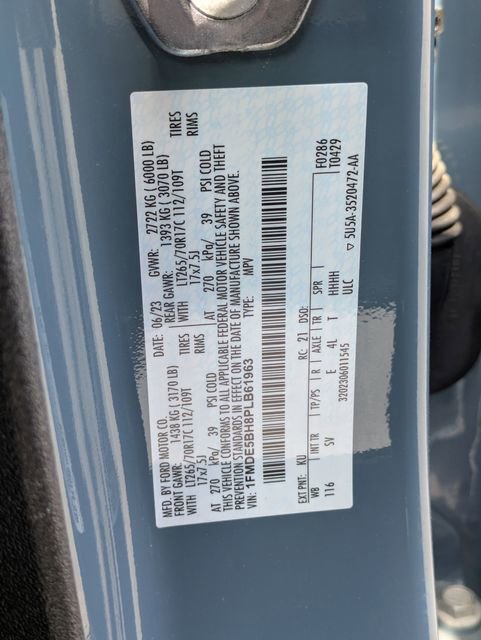 MFD. BY FORD MOTOR CO.
DATE: 06/23 GVWR: 2722 KG ( 6000 LB)
FRONT GAWR: 1438 KG ( 3170 LB) REAR GAWR: 1393 KG ( 3070 LB)
LT265/70R17C 112/109T TIRES WITH LT265/70R17C 112/109T TIRES
17x7.5J RIMS 17x7.5J RIMS
AT 270 kPa/ 39 PSI COLD AT 270 kPa/ 39 PSI COLD
THIS VEHICLE CONFORMS TO ALL APPLICABLE FEDERAL MOTOR VEHICLE SAFETY AND THEFT
PREVENTION STANDARDS IN EFFECT ON THE DATE OF MANUFACTURE SHOWN ABOVE.
VIN: 1FMDE5BH8PLB61963 TYPE: MPV
F0286
T0429
EXT PNT: KU RC: 21 DSO:
WB INT TR TP/PS R AXLE TR SPR
116 SV E 4L T HHHH
3202306011545 ULC
▽ 5U5A-3520472-AA